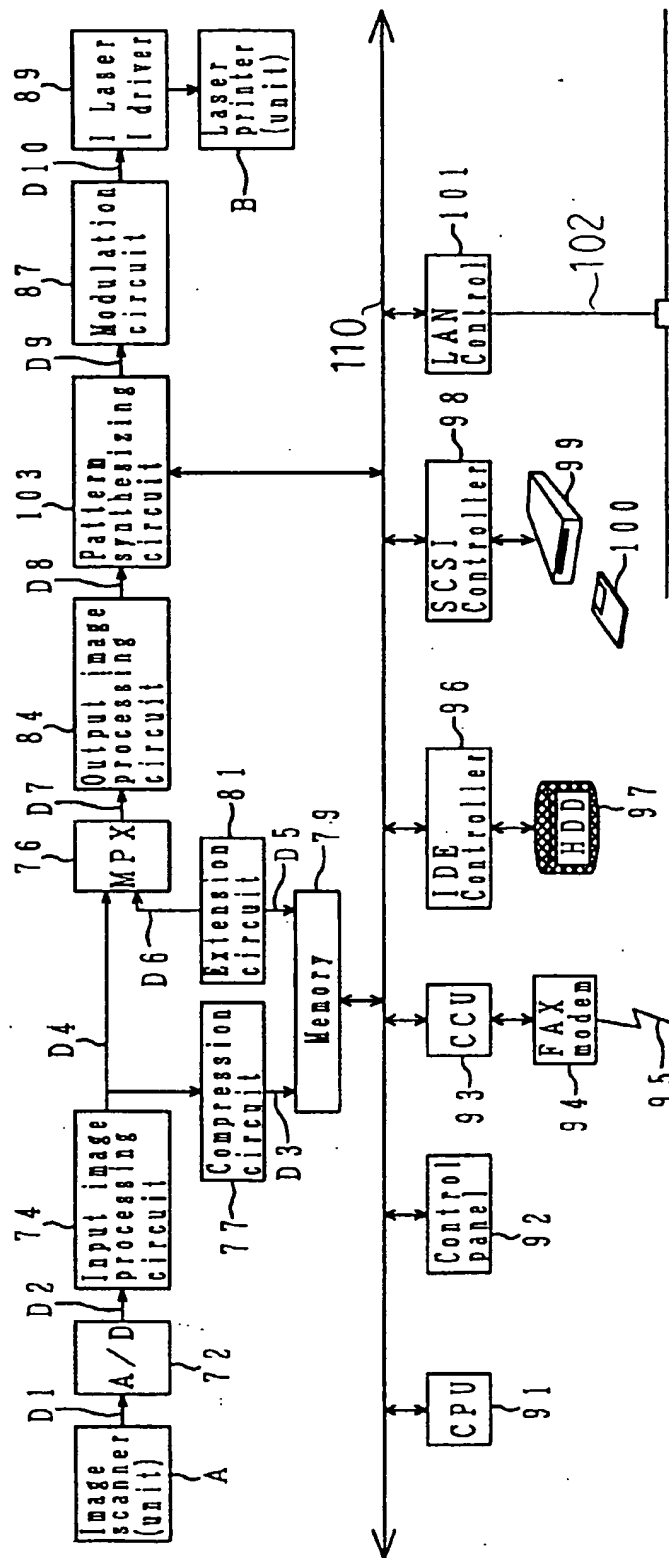 Image
scanner
(unit)
A
D1
A/D
72
D2
Input image
processing
circuit
74
D4
Compression
circuit
77
D3
Extension
circuit
81
D5
D6
Memory
79
MPX
76
D7
Output image
processing
circuit
84
D8
Pattern
synthesizing
circuit
103
D9
Modulation
circuit
87
D10
[ Laser
[ driver
89
Laser
printer
(unit)
B
110
CPU
91
Control
panel
92
CCU
93
FAX
modem
94
95
IDE
Controller
96
HDD
97
SCSI
Controller
98
99
100
LAN
Control
101
102